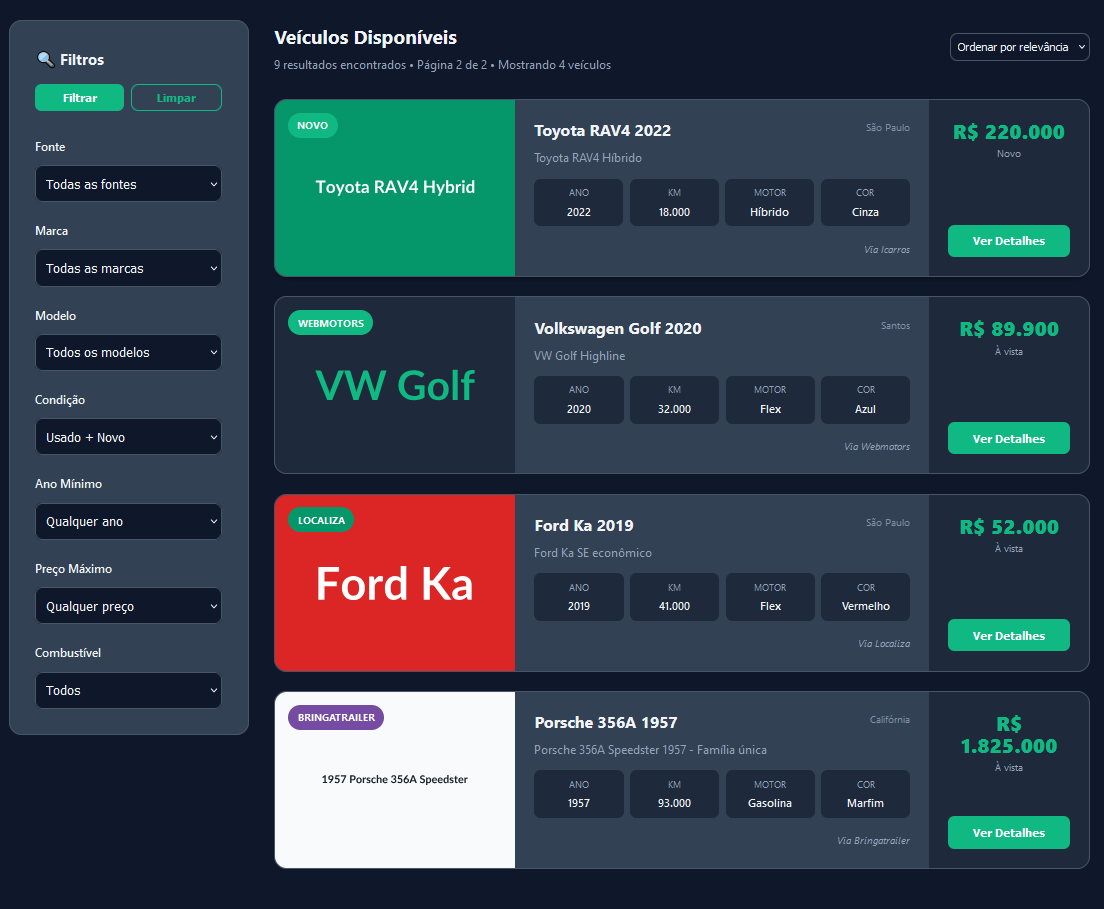 🔍 Filtros
Filtrar
Limpar
Fonte
Todas as fontes
Marca
Todas as marcas
Modelo
Todos os modelos
Condição
Usado + Novo
Ano Mínimo
Qualquer ano
Preço Máximo
Qualquer preço
Combustível
Todos
Veículos Disponíveis
9 resultados encontrados • Página 2 de 2 • Mostrando 4 veículos
Ordenar por relevância
NOVO
Toyota RAV4 Hybrid
Toyota RAV4 2022
São Paulo
Toyota RAV4 Híbrido
ANO
2022
KM
18.000
MOTOR
Híbrido
COR
Cinza
Via Icarros
R$ 220.000
Novo
Ver Detalhes
WEBMOTORS
VW Golf
Volkswagen Golf 2020
Santos
VW Golf Highline
ANO
2020
KM
32.000
MOTOR
Flex
COR
Azul
Via Webmotors
R$ 89.900
À vista
Ver Detalhes
LOCALIZA
Ford Ka
Ford Ka 2019
São Paulo
Ford Ka SE econômico
ANO
2019
KM
41.000
MOTOR
Flex
COR
Vermelho
Via Localiza
R$ 52.000
À vista
Ver Detalhes
BRINGATRAILER
1957 Porsche 356A Speedster
Porsche 356A 1957
Califórnia
Porsche 356A Speedster 1957 - Família única
ANO
1957
KM
93.000
MOTOR
Gasolina
COR
Marfim
Via Bringatrailer
R$
1.825.000
À vista
Ver Detalhes